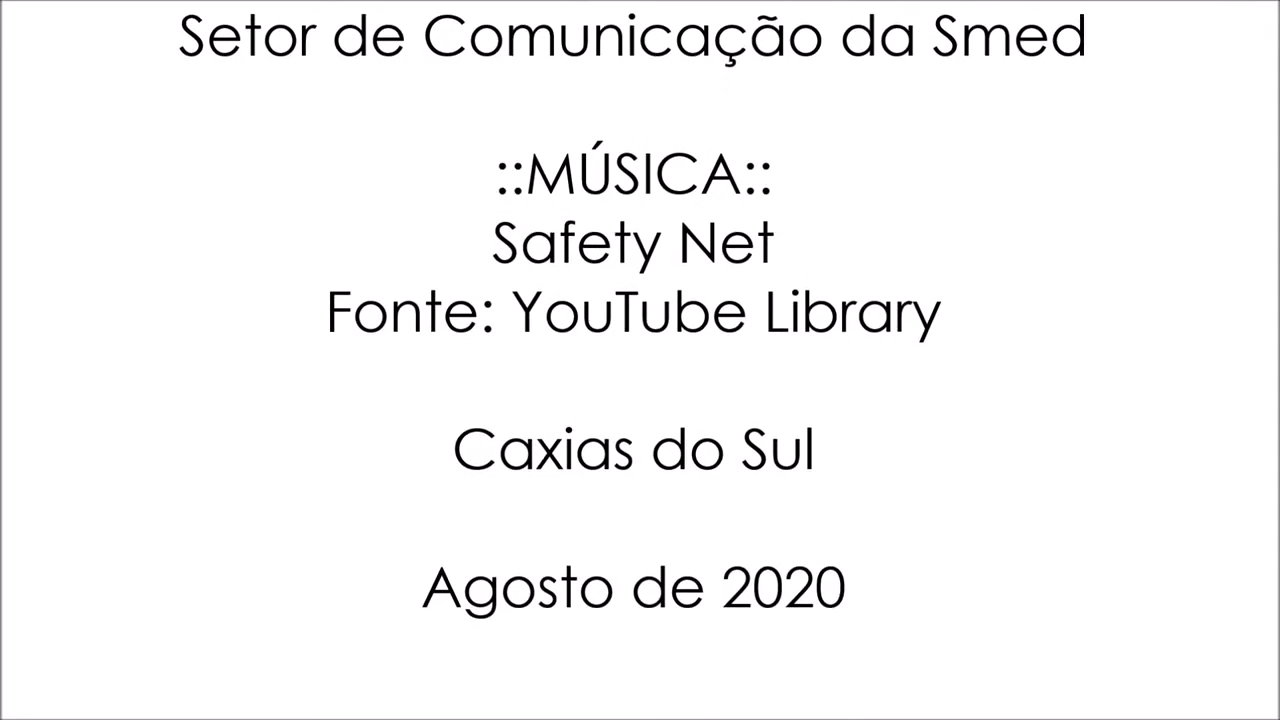 Setor de Comunicação da Smed
::MÚSICA::
Safety Net
Fonte: YouTube Library
Caxias do Sul
Agosto de 2020